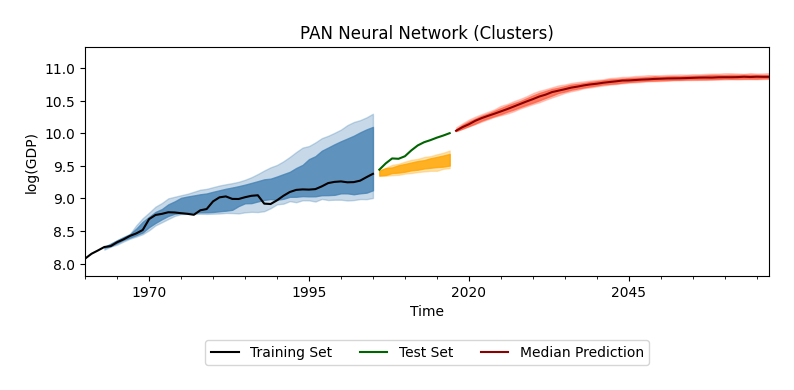 PAN Neural Network (Clusters)
11.0
10.5
10.0
9.5
9.0
8.5
8.0
log(GDP)
1970 1995 2020 2045
Time
Training Set Test Set Median Prediction